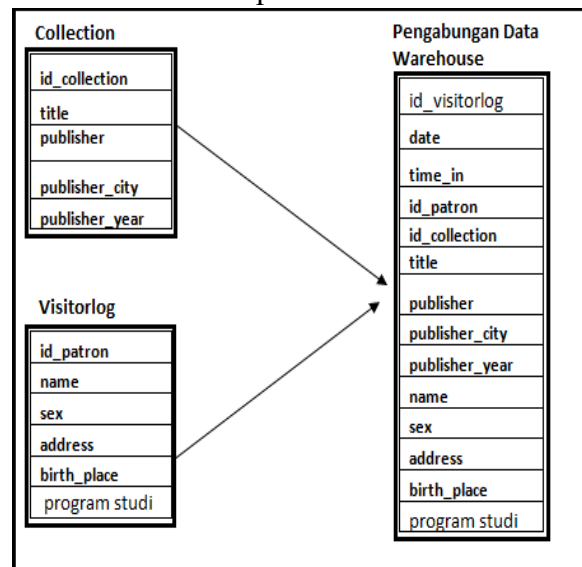 Collection
id_collection
title
publisher
publisher_city
publisher_year
Visitorlog
id_patron
name
sex
address
birth_place
program studi
Pengabungan Data
Warehouse
id_visitorlog
date
time_in
id_patron
id_collection
title
publisher
publisher_city
publisher_year
name
sex
address
birth_place
program studi